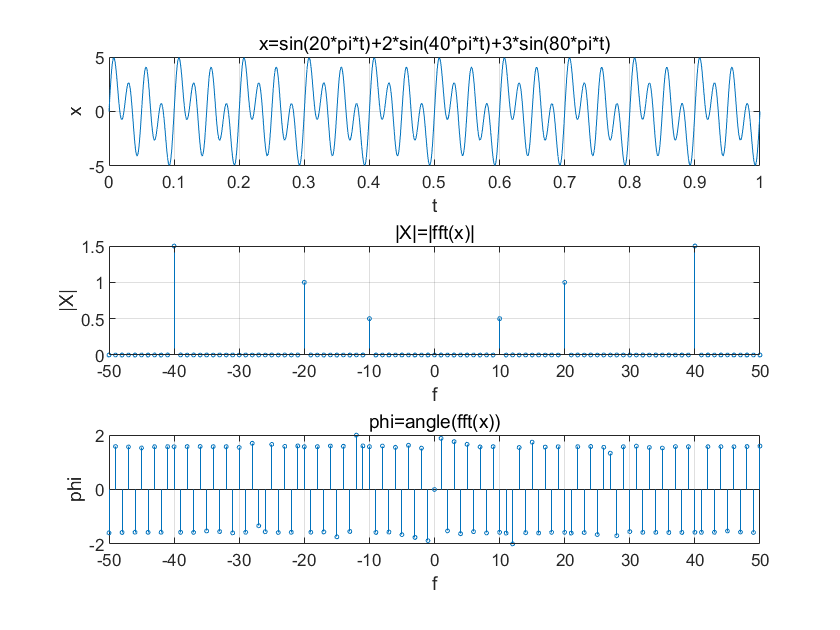 x=sin(20*pi*t)+2*sin(40*pi*t)+3*sin(80*pi*t)
5
0
-5
x
0 0.1 0.2 0.3 0.4 0.5 0.6 0.7 0.8 0.9 1
t
|X|=|fft(x)|
1.5
1
0.5
0
|X|
-50 -40 -30 -20 -10 0 10 20 30 40 50
f
phi=angle(fft(x))
2
0
-2
phi
-50 -40 -30 -20 -10 0 10 20 30 40 50
f